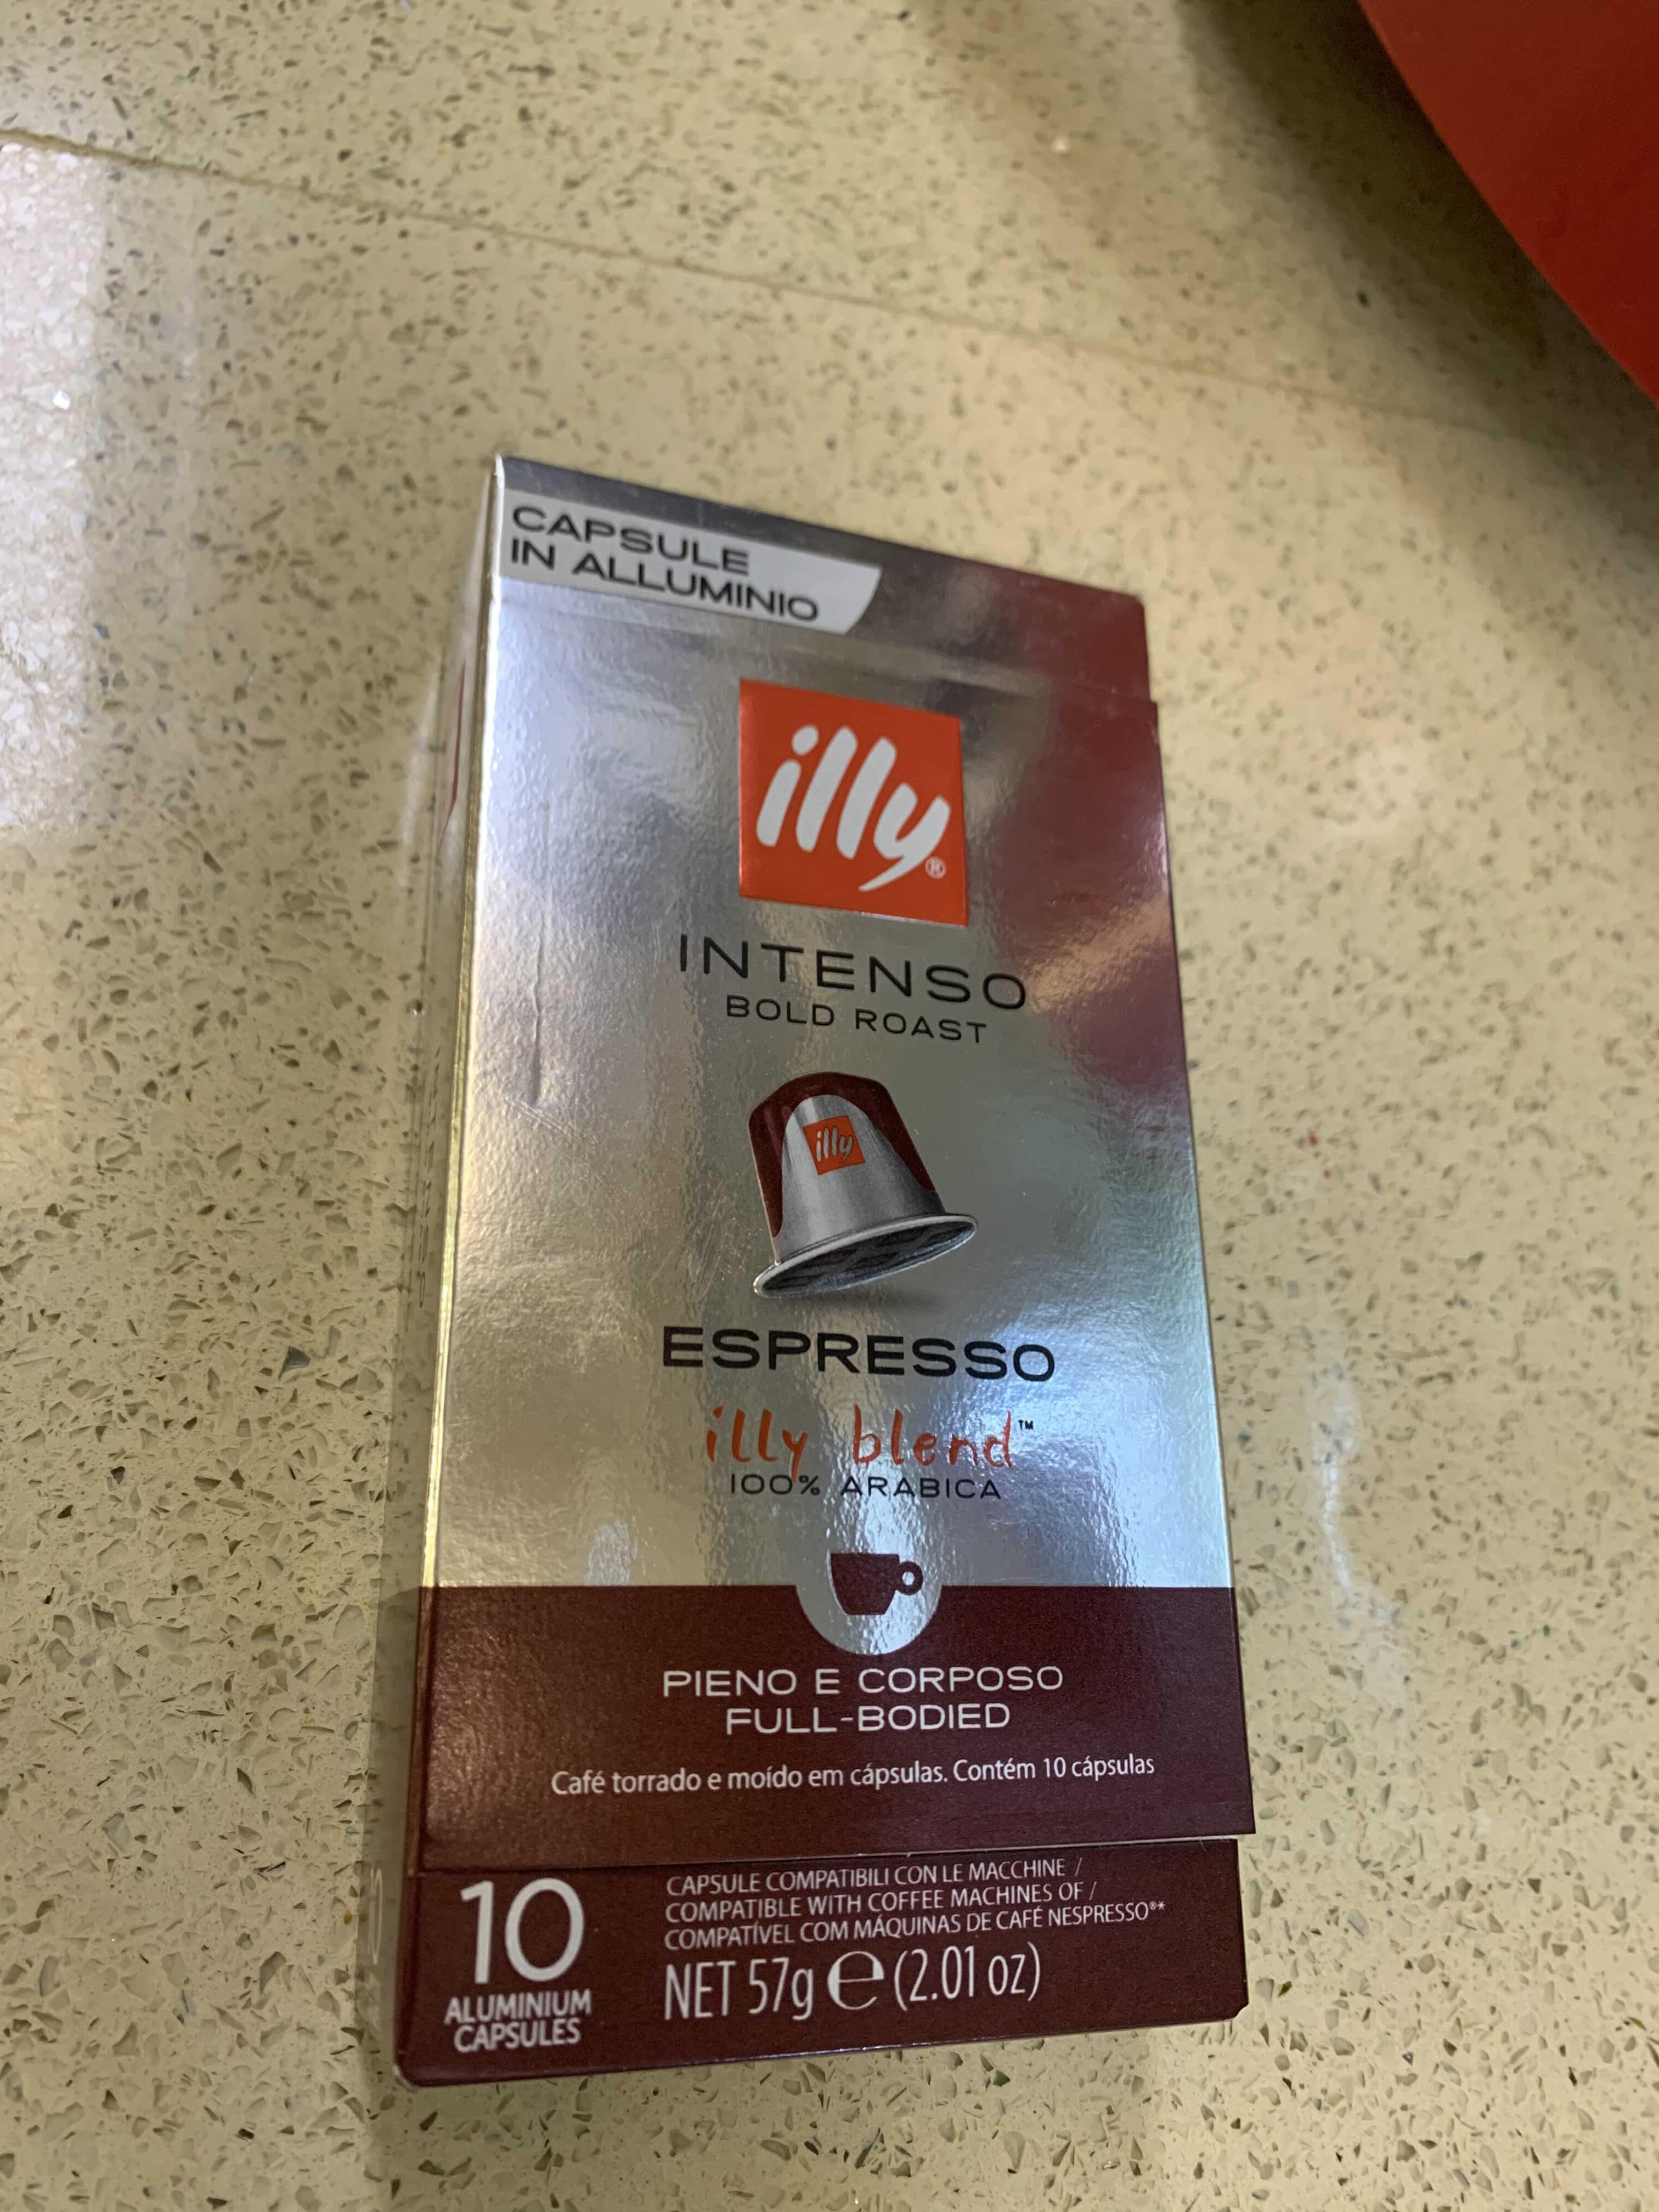 CAPSULE
IN ALLUMINIO
illy®
INTENSO
BOLD ROAST
illy
ESPRESSO
illy blend™
100% ARABICA
PIENO E CORPOSO
FULL-BODIED
Café torrado e moído em cápsulas. Contém 10 cápsulas
10
ALUMINIUM
CAPSULES
CAPSULE COMPATIBILI CON LE MACCHINE /
COMPATIBLE WITH COFFEE MACHINES OF /
COMPATÍVEL COM MÁQUINAS DE CAFÉ NESPRESSO®*
NET 57g ℮ (2.01 oz)